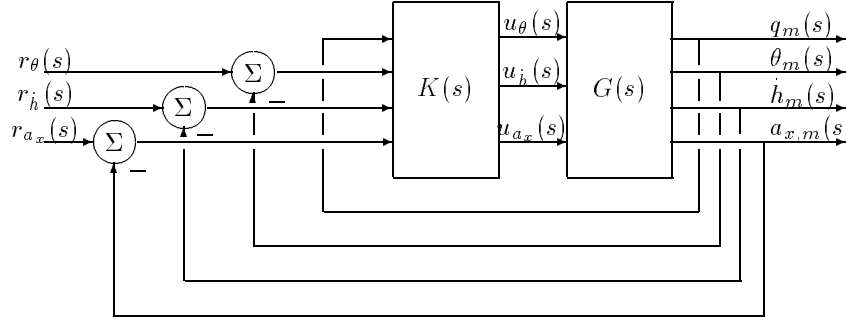 u_θ(s)
q_m(s)
r_θ(s)
Σ
θ_m(s)
r_ḣ(s)
Σ
K(s)
u_ḣ(s)
G(s)
ḣ_m(s)
r_{a_x}(s)
Σ
u_{a_x}(s)
a_{x,m}(s